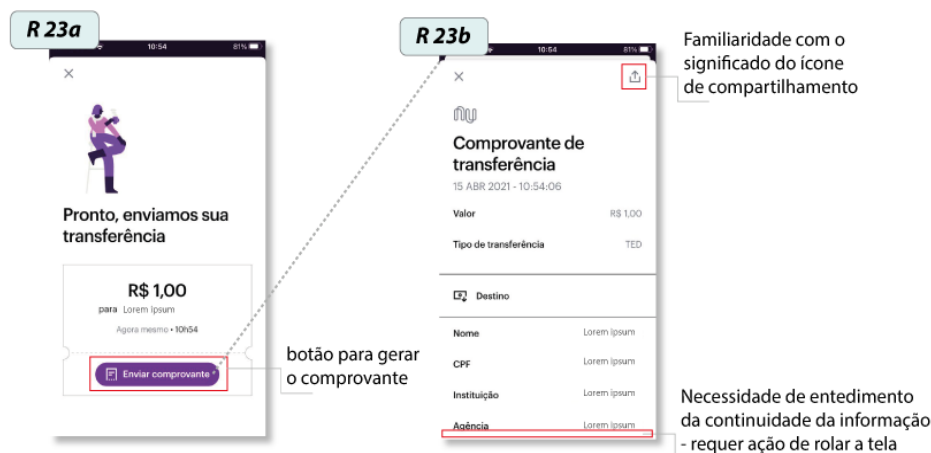 R 23a
10:54 81%
×
Pronto, enviamos sua
transferência
R$ 1,00
para Lorem Ipsum
Agora mesmo • 10h54
Enviar comprovante
botão para gerar
o comprovante
R 23b
10:54 81%
×
nu
Comprovante de
transferência
15 ABR 2021 - 10:54:06
Valor R$ 1,00
Tipo de transferência TED
Destino
Nome Lorem ipsum
CPF Lorem ipsum
Instituição Lorem ipsum
Agência Lorem ipsum
Familiaridade com o
significado do ícone
de compartilhamento
Necessidade de entedimento
da continuidade da informação
- requer ação de rolar a tela